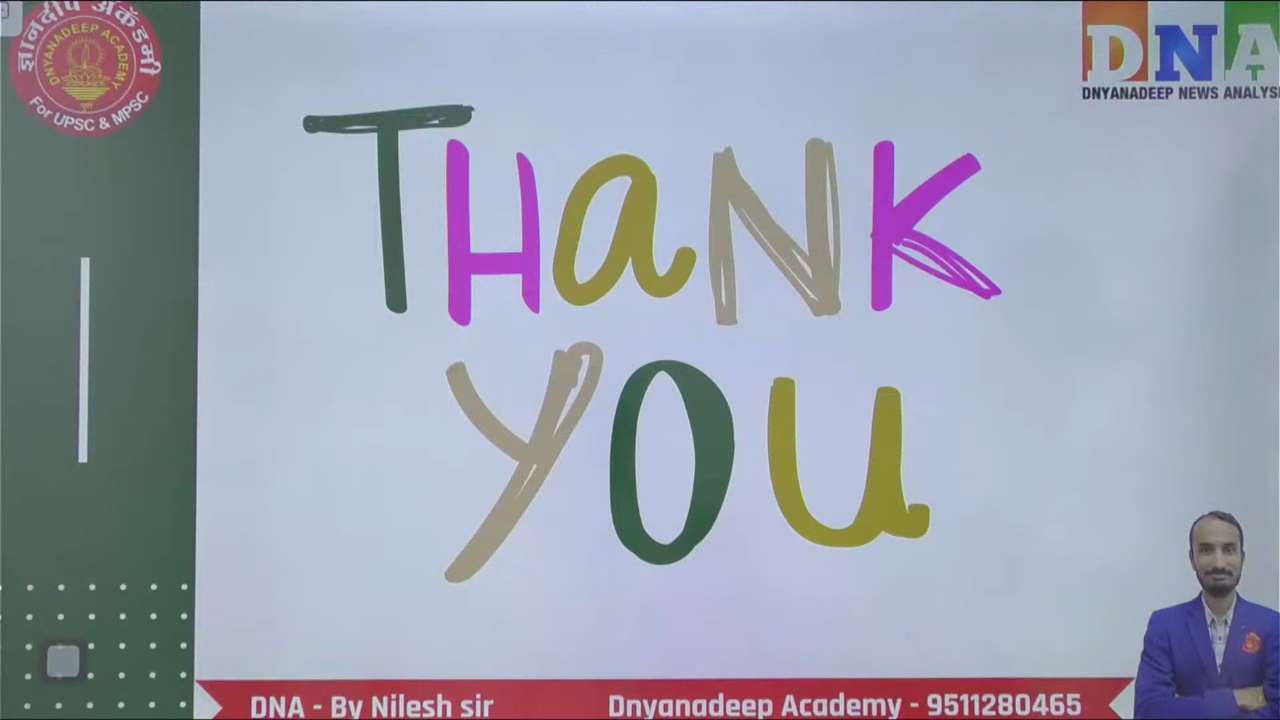 ज्ञानदीप अकॅडमी
DNYANADEEP ACADEMY
पुणे
For UPSC & MPSC
DNA
DNYANADEEP NEWS ANALYSI
THaNK
YOU
DNA - By Nilesh sir
Dnyanadeep Academy - 9511280465